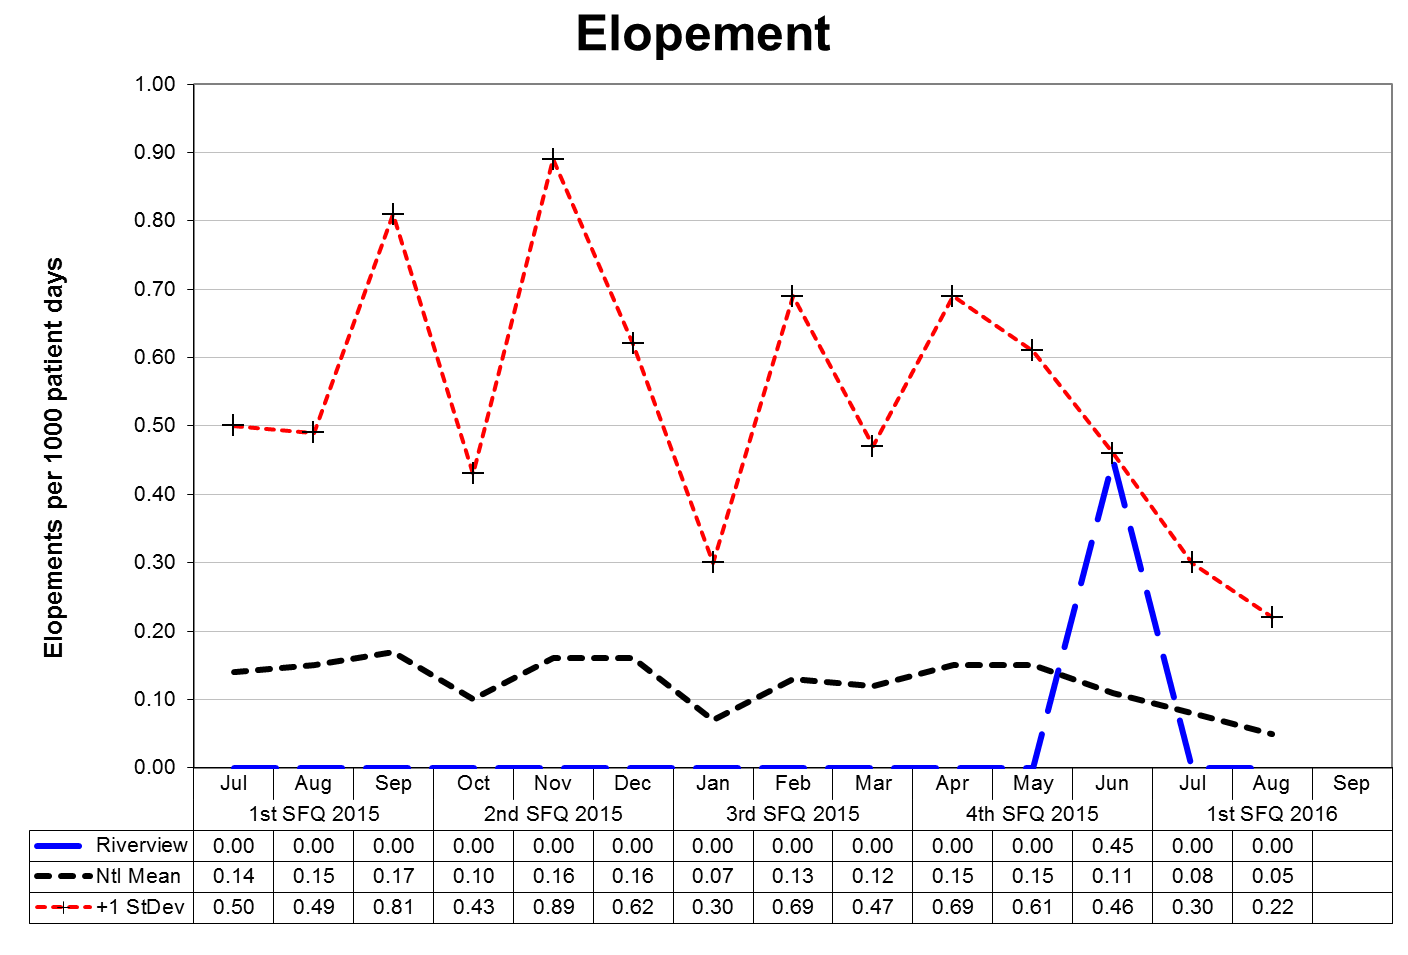 Elopement
Elopements per 1000 patient days
1.00
0.90
0.80
0.70
0.60
0.50
0.40
0.30
0.20
0.10
0.00
Jul Aug Sep Oct Nov Dec Jan Feb Mar Apr May Jun Jul Aug Sep
1st SFQ 2015 2nd SFQ 2015 3rd SFQ 2015 4th SFQ 2015 1st SFQ 2016
Riverview 0.00 0.00 0.00 0.00 0.00 0.00 0.00 0.00 0.00 0.00 0.00 0.45 0.00 0.00
Ntl Mean 0.14 0.15 0.17 0.10 0.16 0.16 0.07 0.13 0.12 0.15 0.15 0.11 0.08 0.05
+1 StDev 0.50 0.49 0.81 0.43 0.89 0.62 0.30 0.69 0.47 0.69 0.61 0.46 0.30 0.22